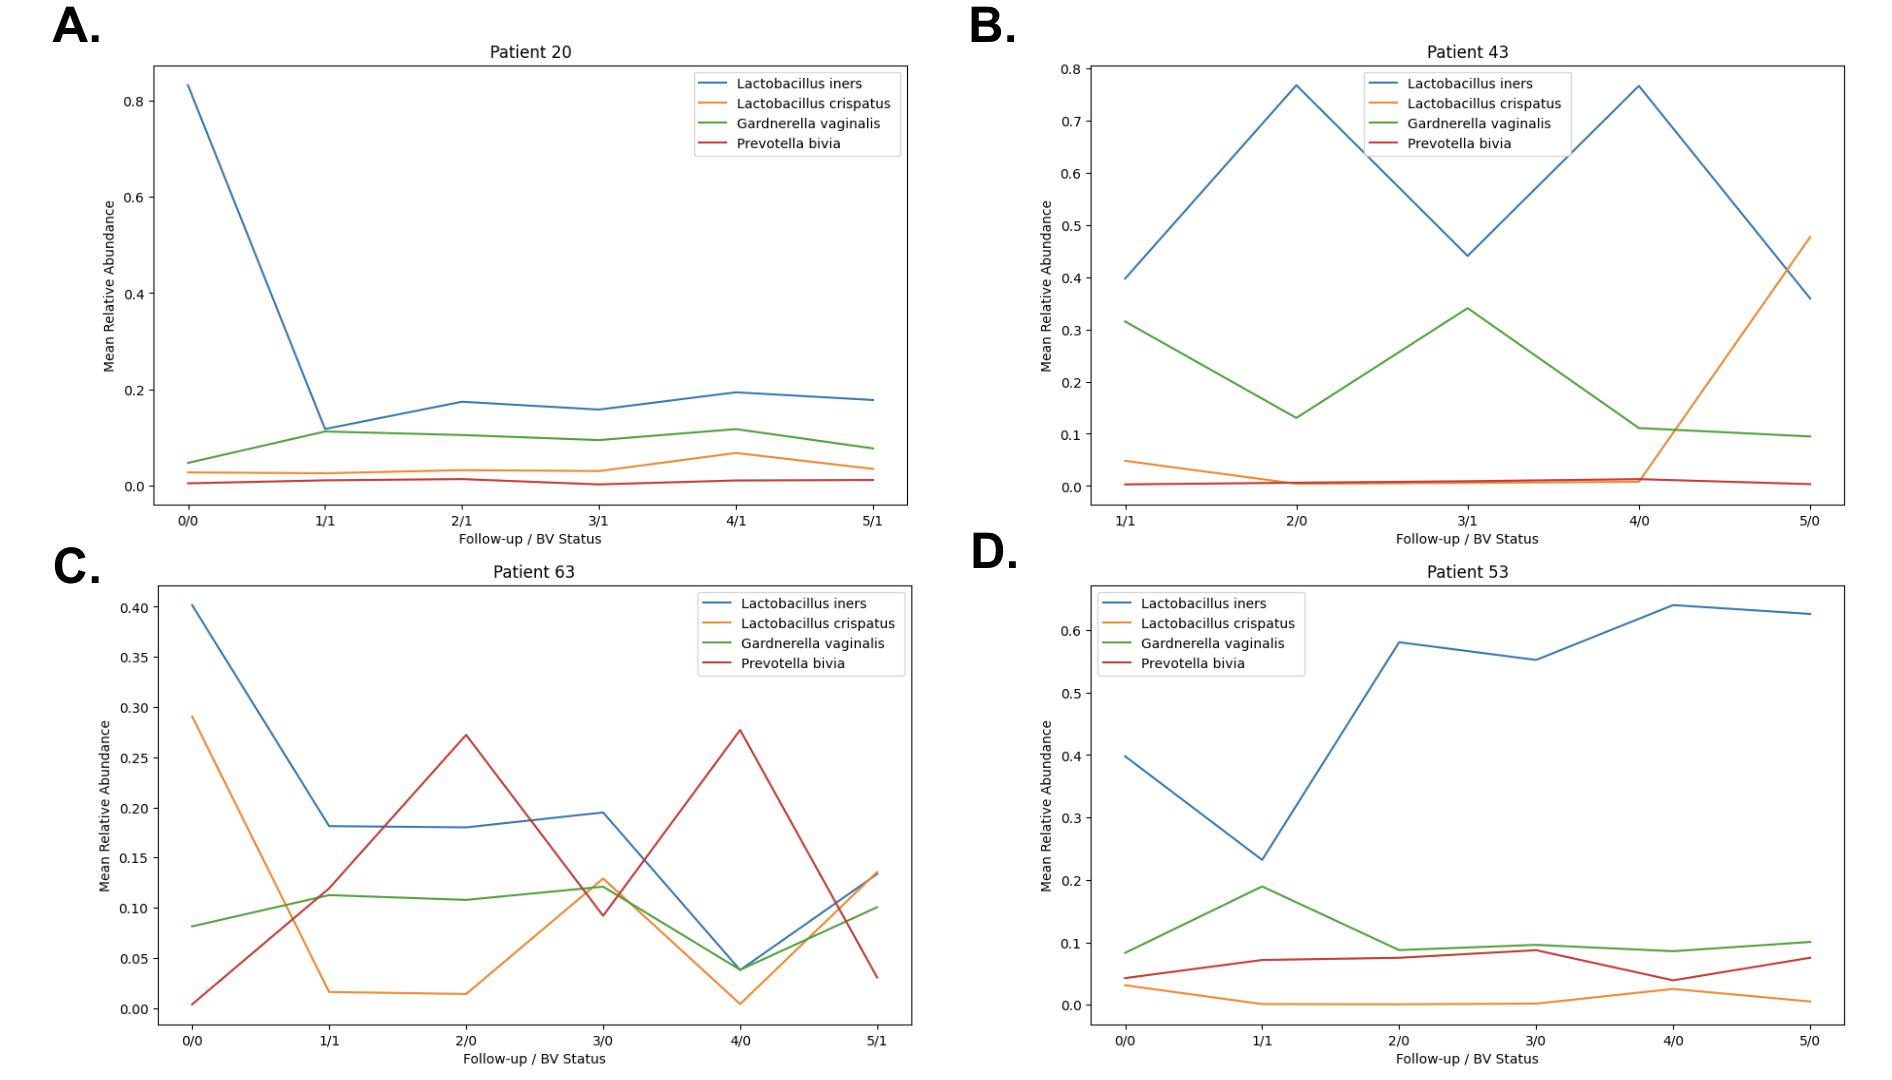 A.
Patient 20
Lactobacillus iners
Lactobacillus crispatus
Gardnerella vaginalis
Prevotella bivia
Mean Relative Abundance
0.8
0.6
0.4
0.2
0.0
0/0 1/1 2/1 3/1 4/1 5/1
Follow-up / BV Status
B.
Patient 43
Lactobacillus iners
Lactobacillus crispatus
Gardnerella vaginalis
Prevotella bivia
Mean Relative Abundance
0.8
0.7
0.6
0.5
0.4
0.3
0.2
0.1
0.0
1/1 2/0 3/1 4/0 5/0
Follow-up / BV Status
C.
Patient 63
Lactobacillus iners
Lactobacillus crispatus
Gardnerella vaginalis
Prevotella bivia
Mean Relative Abundance
0.40
0.35
0.30
0.25
0.20
0.15
0.10
0.05
0.00
0/0 1/1 2/0 3/0 4/0 5/1
Follow-up / BV Status
D.
Patient 53
Lactobacillus iners
Lactobacillus crispatus
Gardnerella vaginalis
Prevotella bivia
Mean Relative Abundance
0.6
0.5
0.4
0.3
0.2
0.1
0.0
0/0 1/1 2/0 3/0 4/0 5/0
Follow-up / BV Status